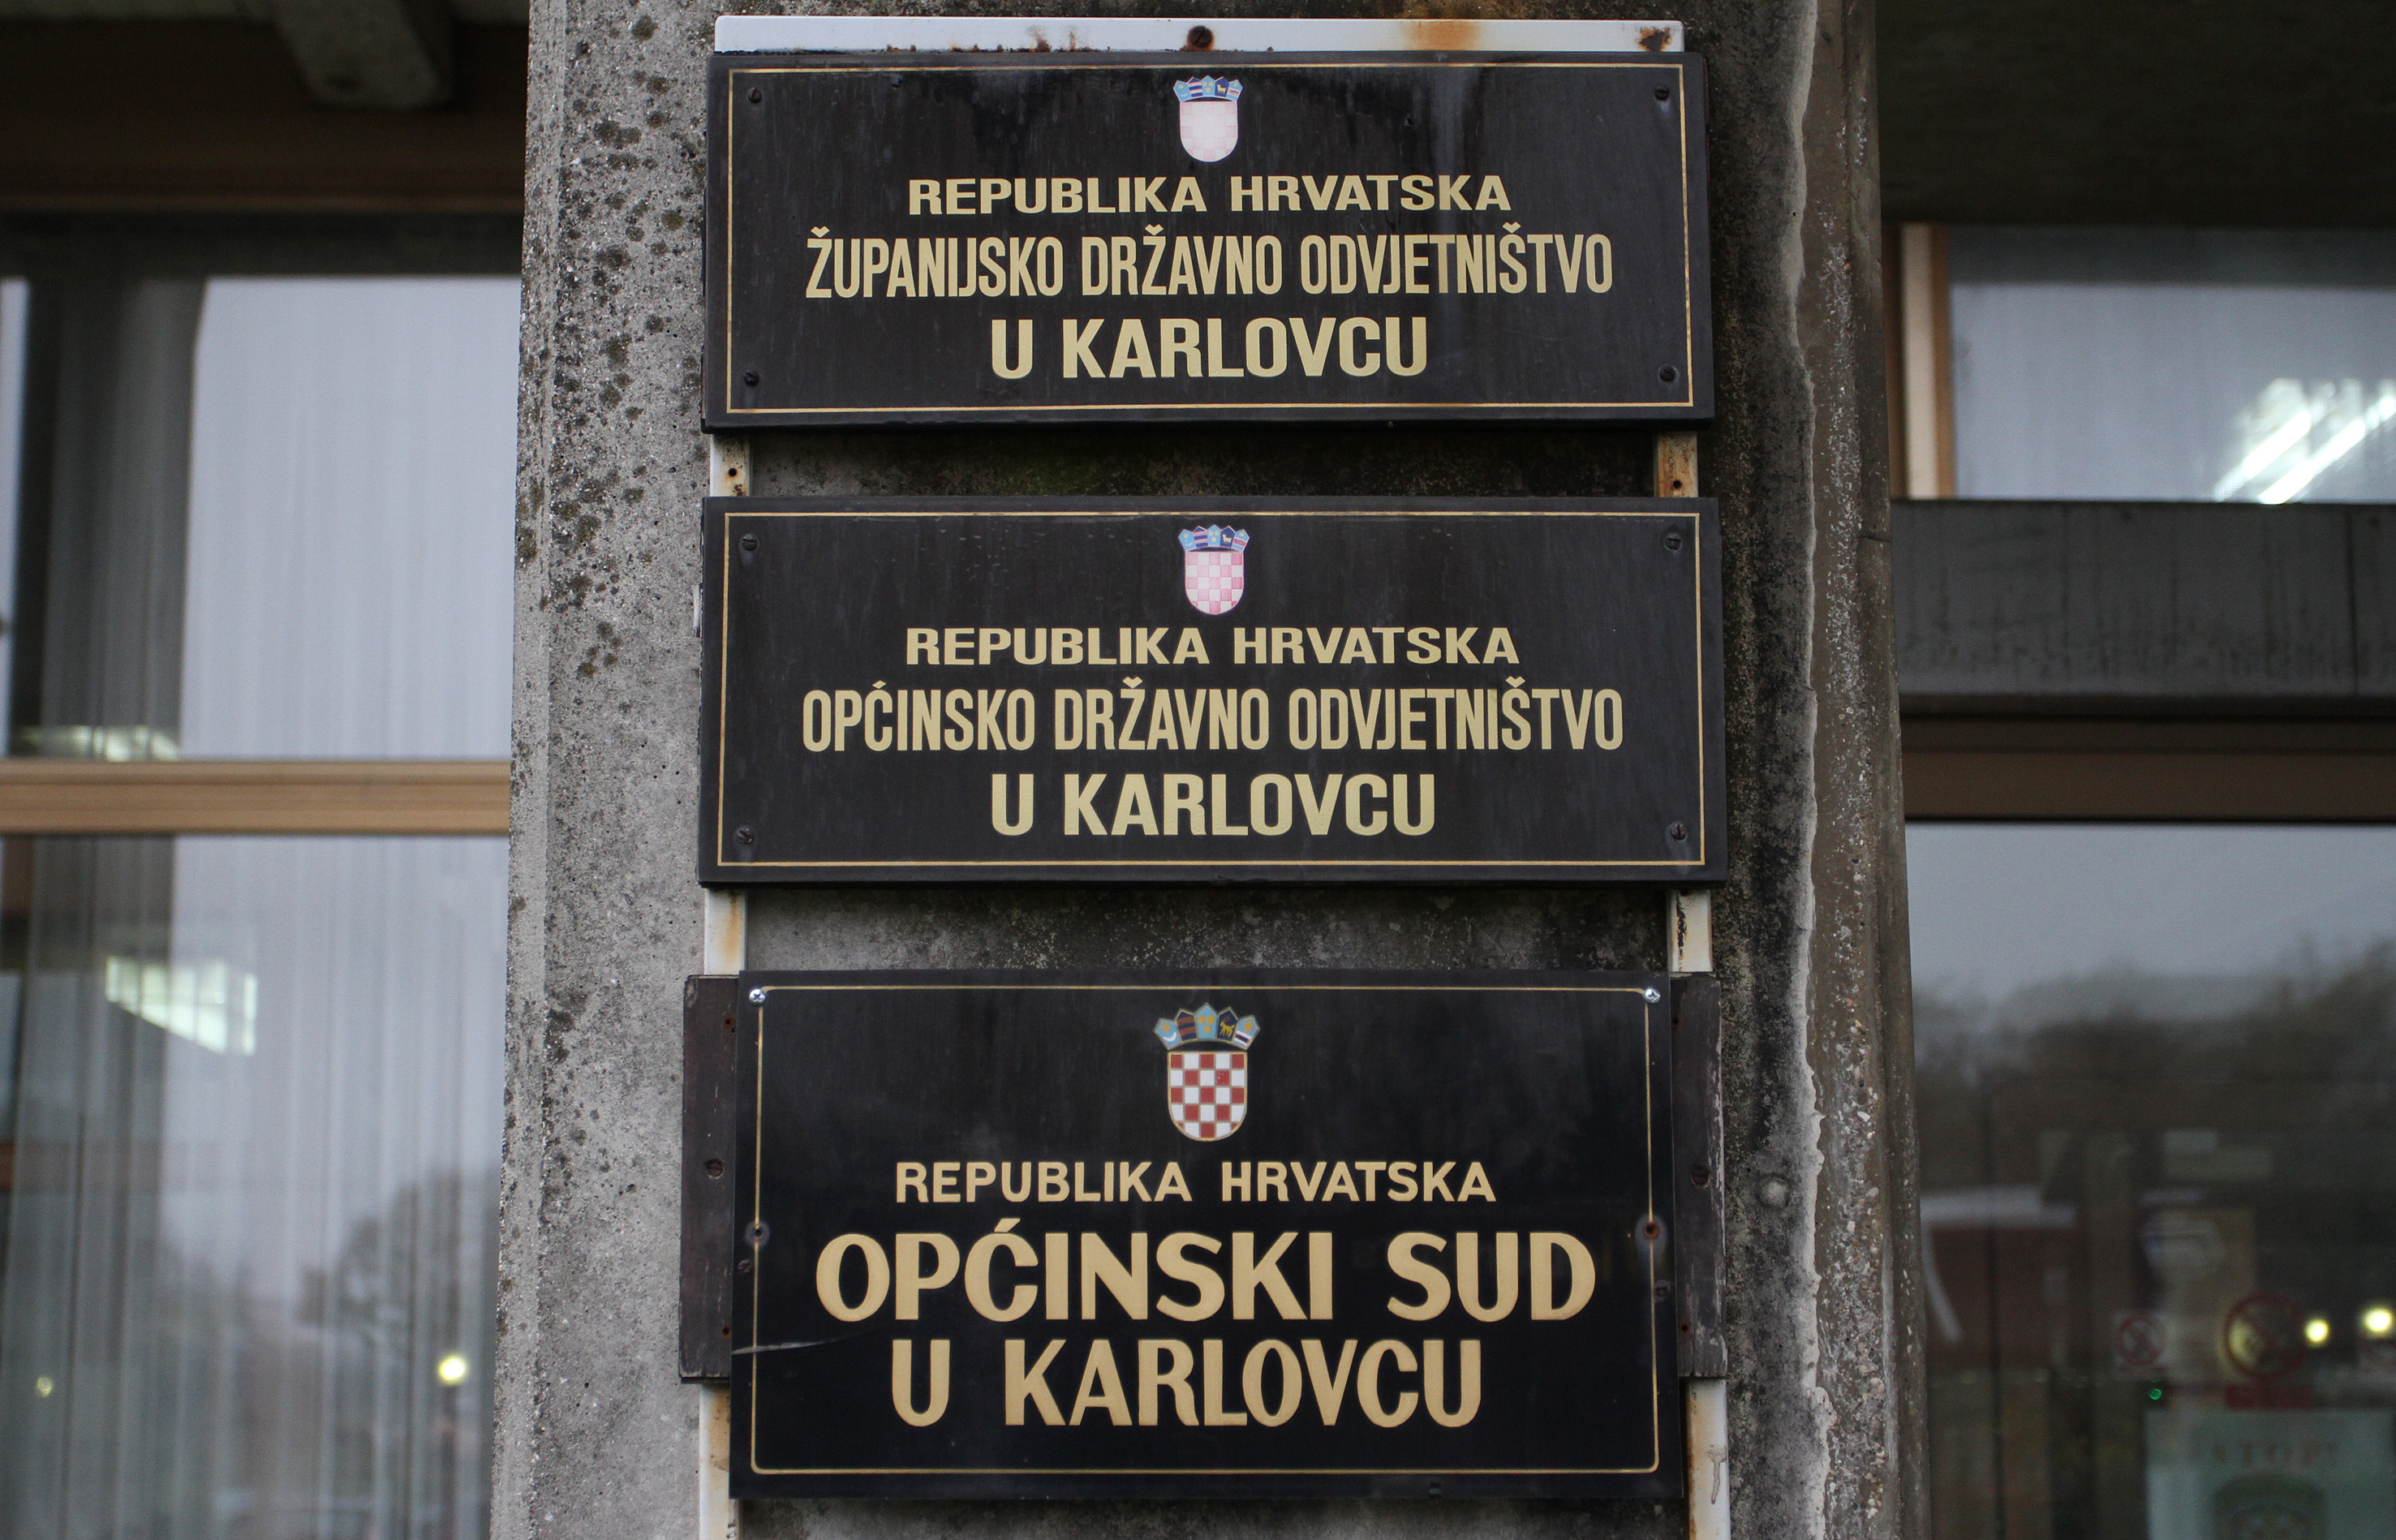 REPUBLIKA HRVATSKA
ŽUPANIJSKO DRŽAVNO ODVJETNIŠTVO
U KARLOVCU
REPUBLIKA HRVATSKA
OPĆINSKO DRŽAVNO ODVJETNIŠTVO
U KARLOVCU
REPUBLIKA HRVATSKA
OPĆINSKI SUD
U KARLOVCU